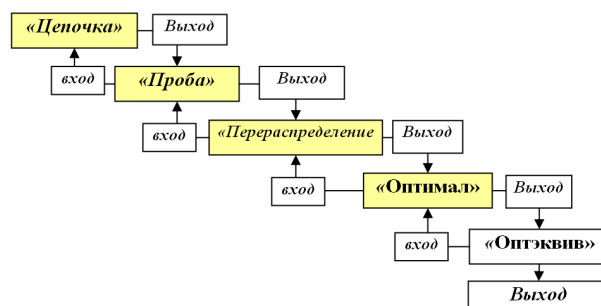 «Цепочка»
Выход
вход
«Проба»
Выход
вход
«Перераспределение
Выход
вход
«Оптимал»
Выход
вход
«Оптэквив»
Выход